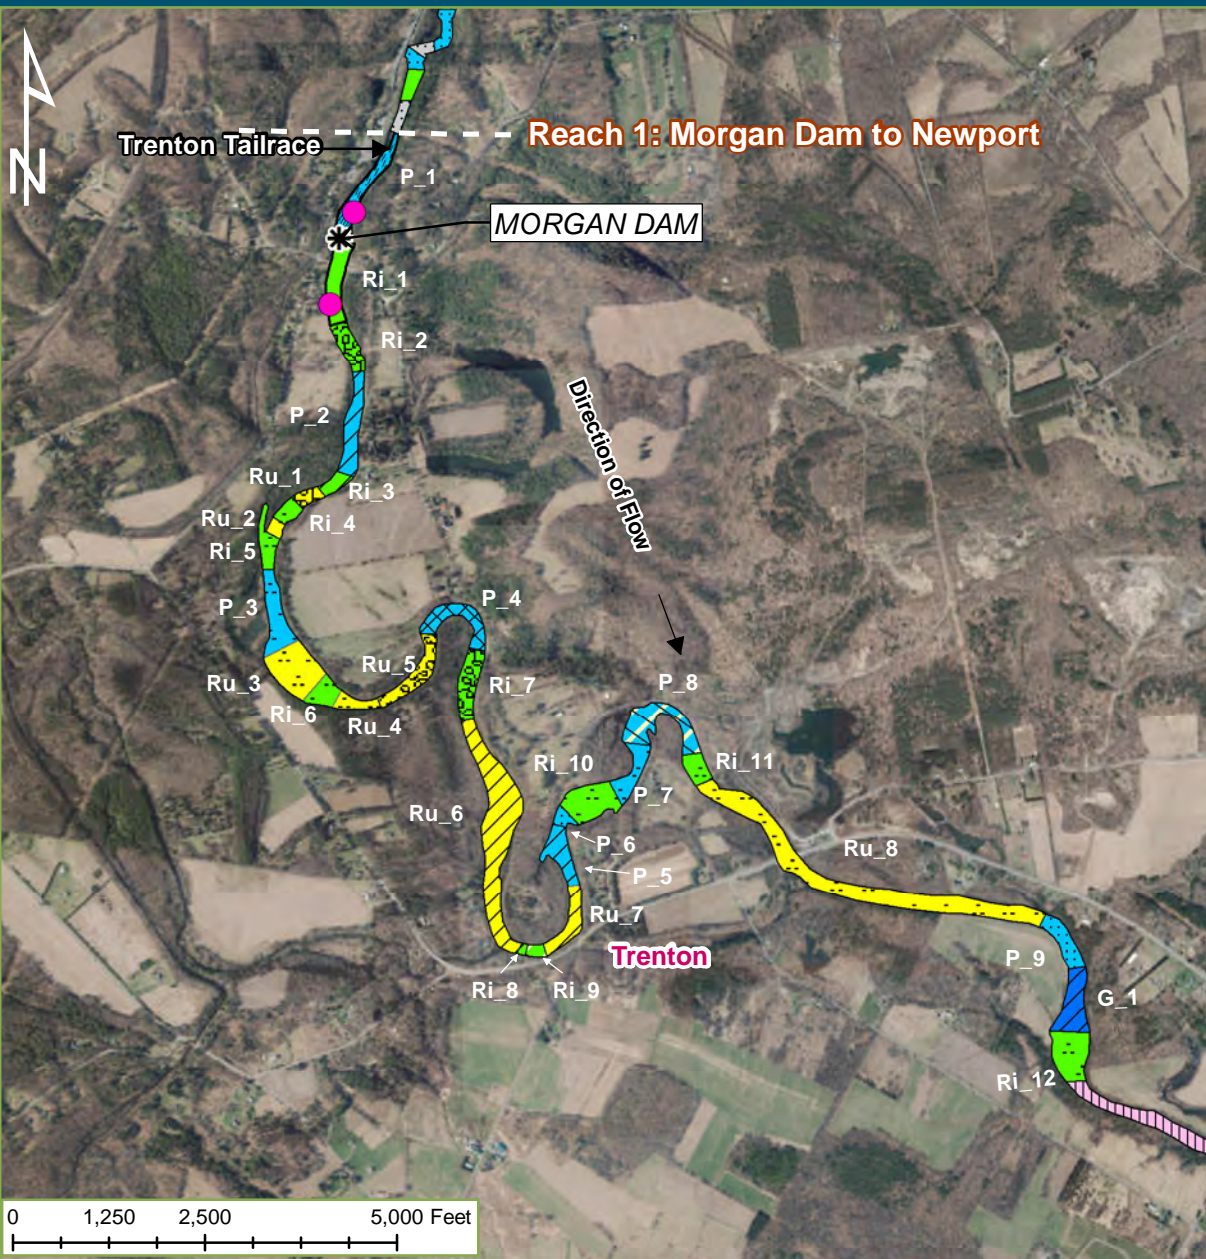 Trenton Tailrace
Reach 1: Morgan Dam to Newport
P_1
N
MORGAN DAM
Ri_1
Ri_2
Direction of Flow
P_2
Ru_1
Ri_3
Ru_2
Ri_4
Ri_5
P_3
P_4
Ru_5
Ru_3
Ri_7
P_8
Ri_6
Ru_4
Ri_10
Ri_11
P_7
Ru_6
P_6
Ru_8
P_5
Ru_7
Trenton
P_9
Ri_8
Ri_9
G_1
Ri_12
0 1,250 2,500 5,000 Feet